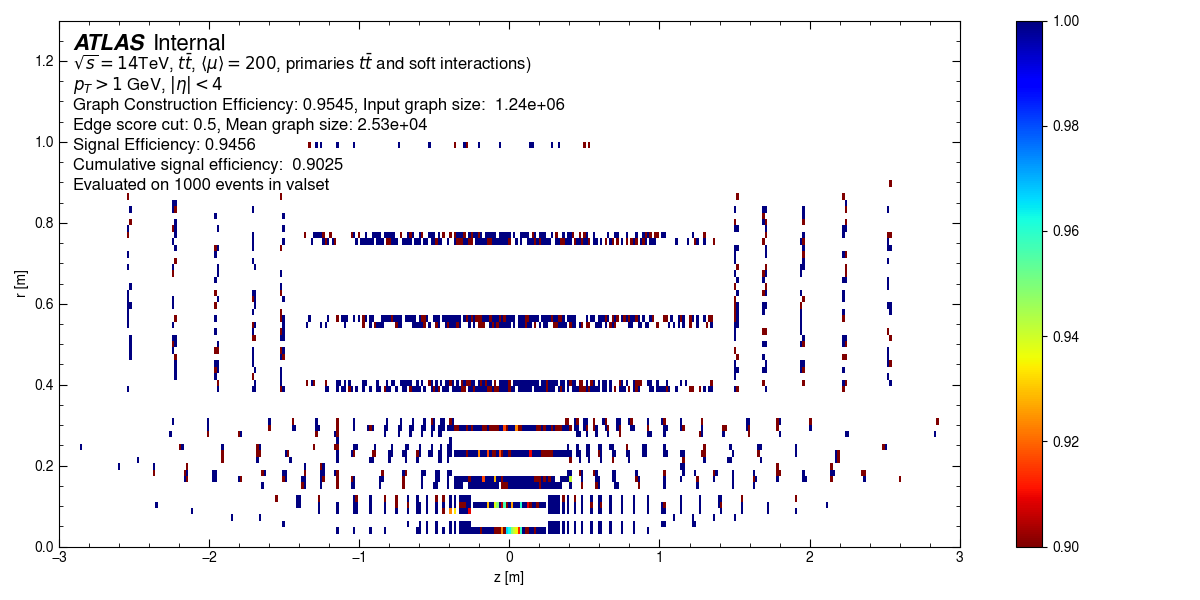 ATLAS Internal
√s = 14TeV, tt̄, ⟨μ⟩ = 200, primaries tt̄ and soft interactions)
p_T > 1 GeV, |η| < 4
Graph Construction Efficiency: 0.9545, Input graph size: 1.24e+06
Edge score cut: 0.5, Mean graph size: 2.53e+04
Signal Efficiency: 0.9456
Cumulative signal efficiency: 0.9025
Evaluated on 1000 events in valset
r [m]
1.2
1.0
0.8
0.6
0.4
0.2
0.0
−3 −2 −1 0 1 2 3
z [m]
1.00
0.98
0.96
0.94
0.92
0.90